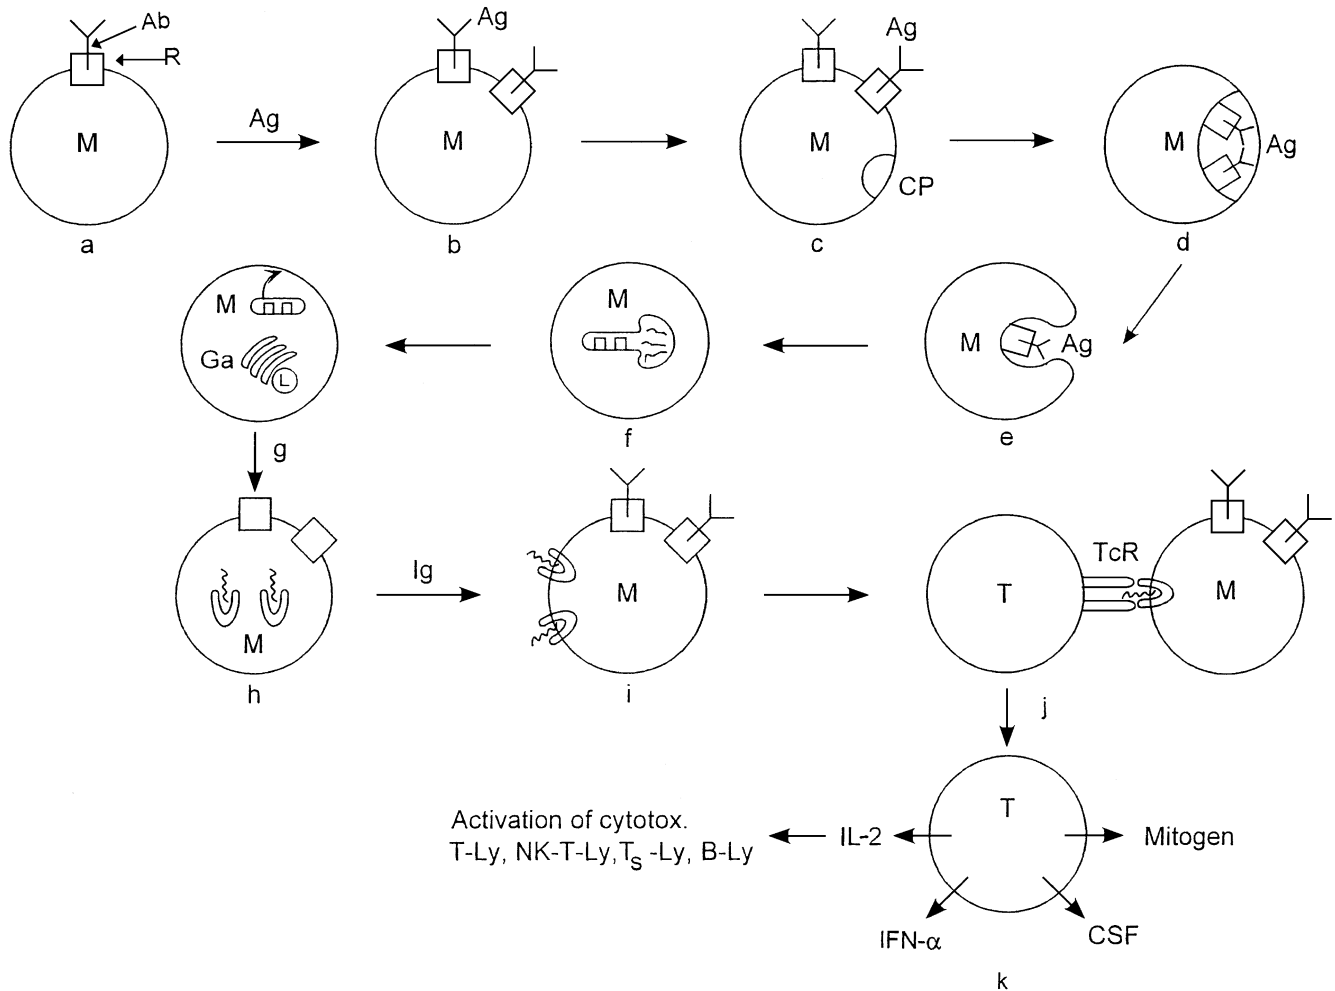 Ab
R
M
a
Ag
Ag
M
b
Ag
M
CP
c
M
Ag
d
M
Ga
L
g
M
f
M
Ag
e
M
h
Ig
M
i
T
TcR
M
j
T
Activation of cytotox.
T-Ly, NK-T-Ly,Ts -Ly, B-Ly
IL-2
Mitogen
IFN-α
CSF
k